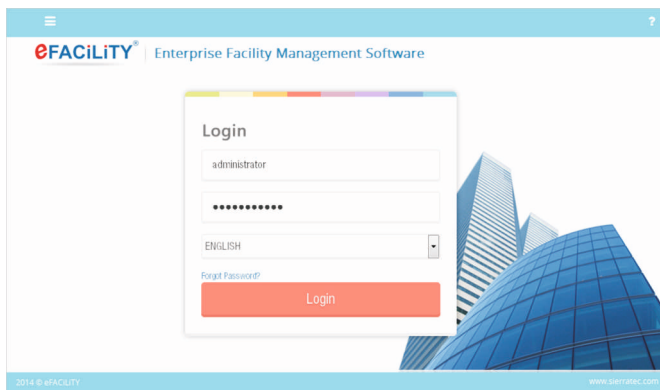 ?
eFACiLiTY® Enterprise Facility Management Software
Login
administrator
ENGLISH
Forgot Password?
Login
2014 © eFACiLiTY www.sierratec.com